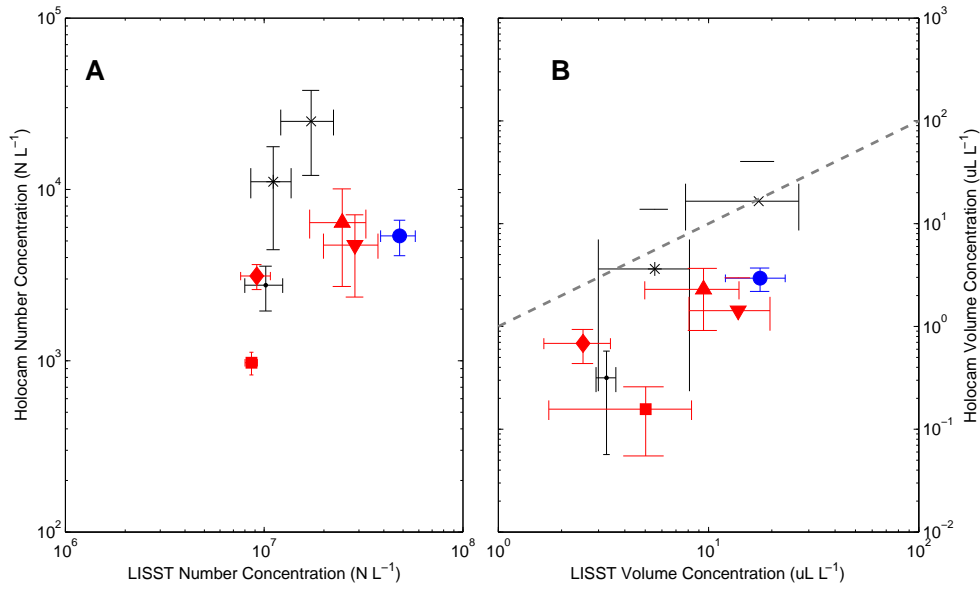 A
B
10^5
10^4
10^3
10^2
10^6
10^7
10^8
LISST Number Concentration (N L^−1)
Holocam Number Concentration (N L^−1)
10^3
10^2
10^1
10^0
10^−1
10^−2
10^0
10^1
10^2
LISST Volume Concentration (uL L^−1)
Holocam Volume Concentration (uL L^−1)